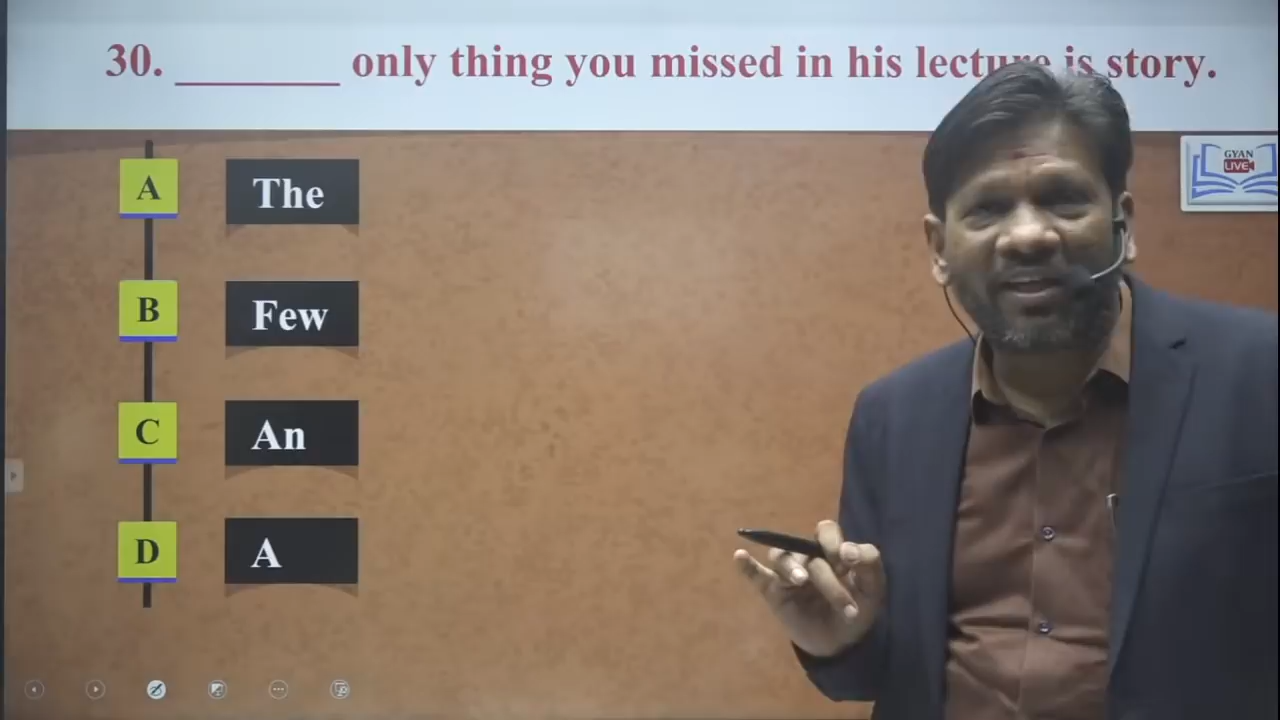 30. ________ only thing you missed in his lecture is story.
A The
B Few
C An
D A
GYAN
LIVE